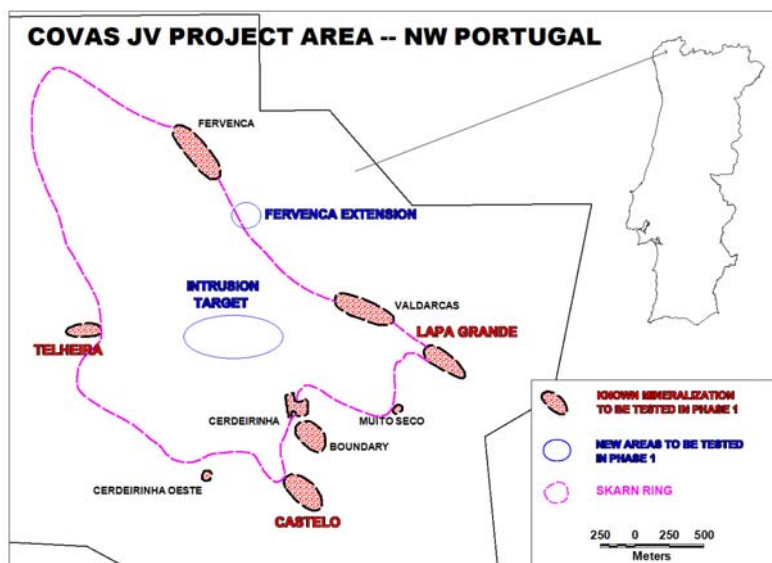 COVAS JV PROJECT AREA -- NW PORTUGAL
FERVENCA
FERVENCA EXTENSION
INTRUSION
TARGET
VALDARCAS
LAPA GRANDE
TELHEIRA
CERDEIRINHA
MUITO SECO
BOUNDARY
CERDEIRINHA OESTE
CASTELO
KNOWN MINERALIZATION
TO BE TESTED IN PHASE 1
NEW AREAS TO BE TESTED
IN PHASE 1
SKARN RING
250 0 250 500
Meters